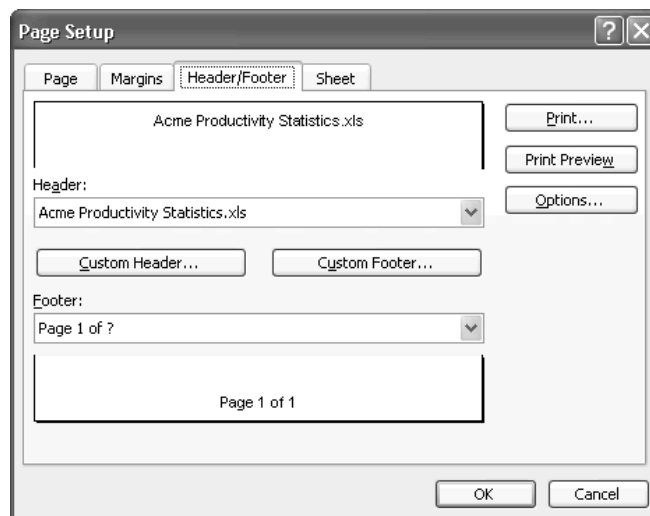 Page Setup
Page Margins Header/Footer Sheet
Acme Productivity Statistics.xls
Print...
Print Preview
Options...
Header:
Acme Productivity Statistics.xls
Custom Header... Custom Footer...
Footer:
Page 1 of ?
Page 1 of 1
OK Cancel